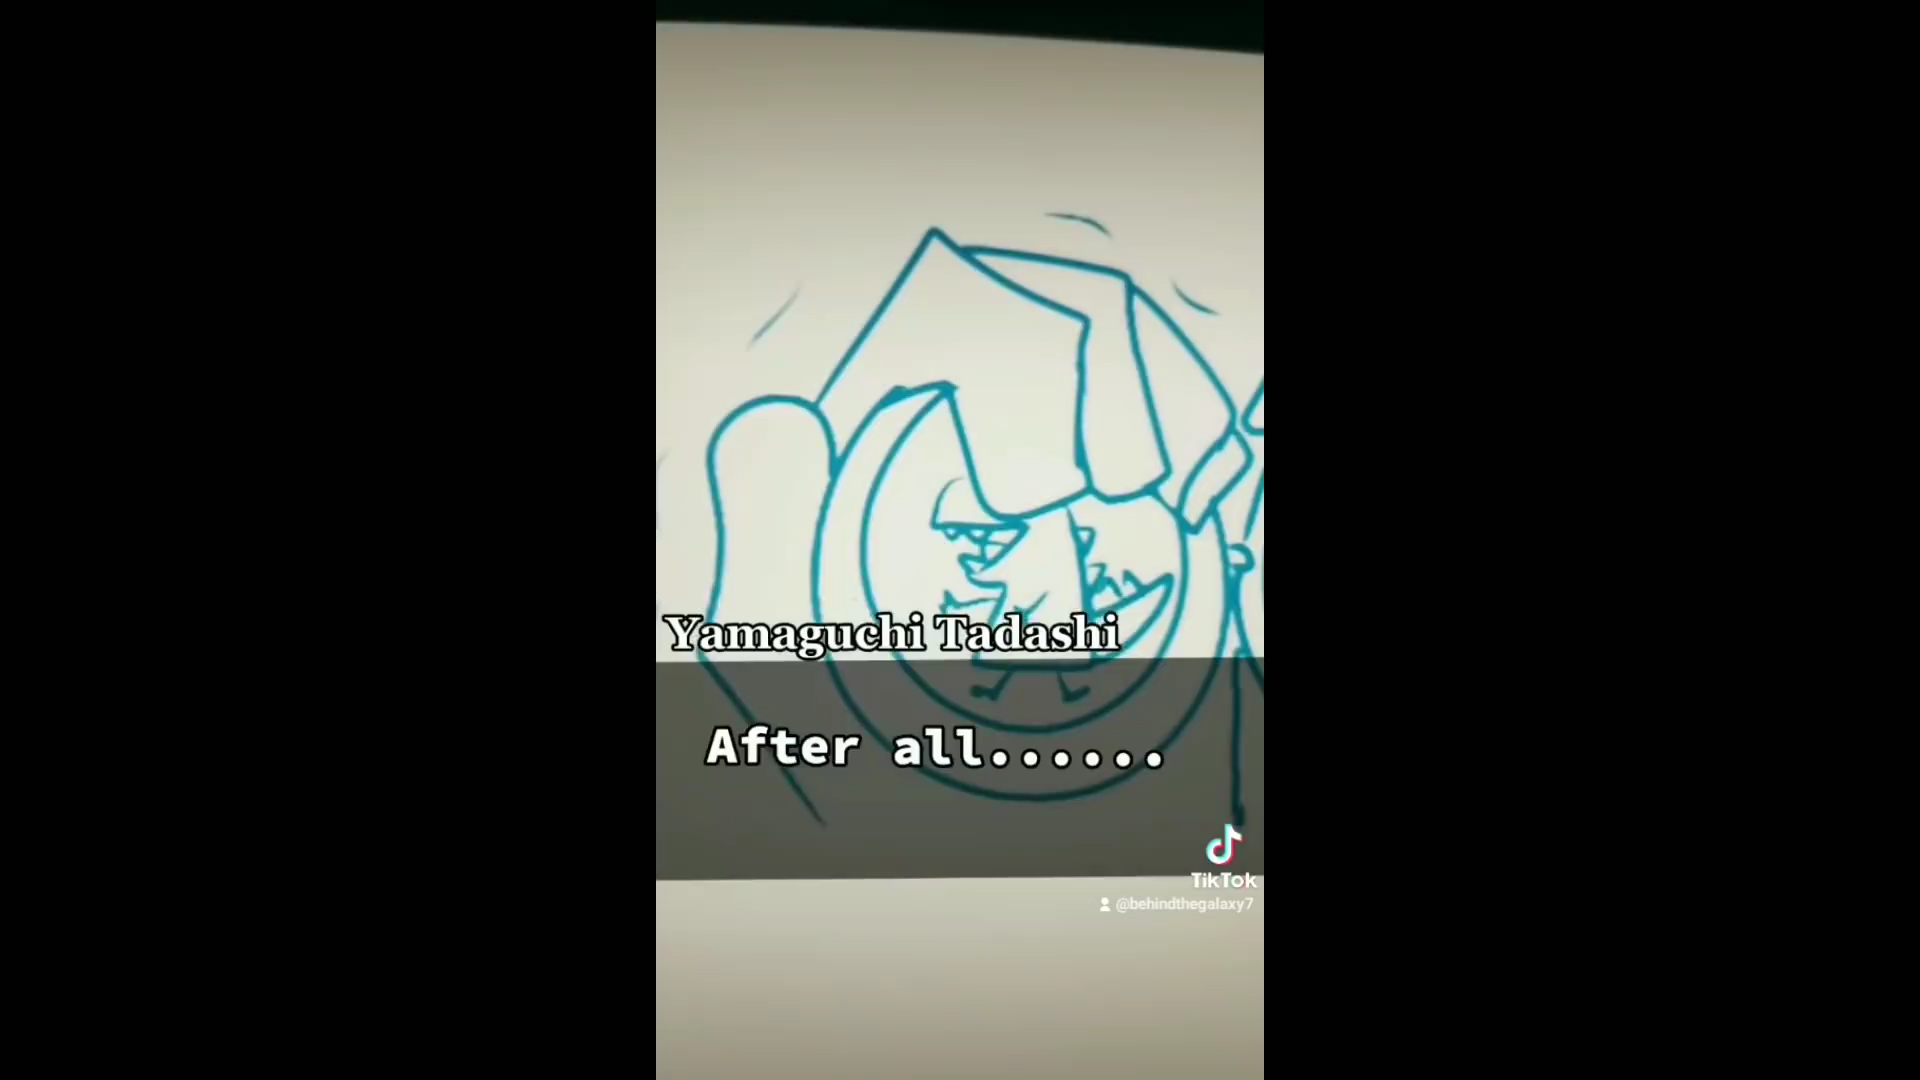 Yamaguchi Tadashi
After all......
TikTok
@behindthegalaxy7